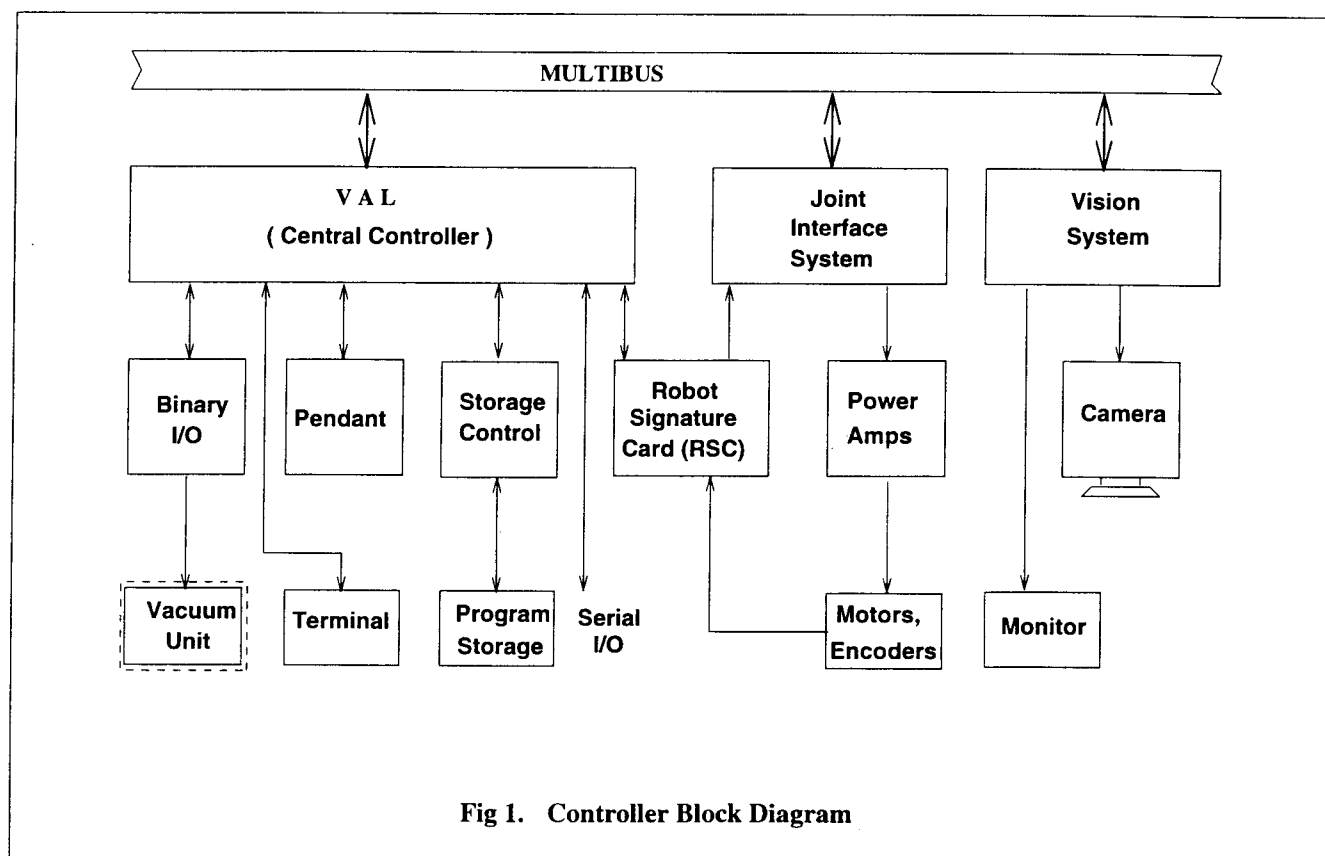 MULTIBUS
V A L
( Central Controller )
Joint
Interface
System
Vision
System
Binary
I/O
Pendant
Storage
Control
Robot
Signature
Card (RSC)
Power
Amps
Camera
Vacuum
Unit
Terminal
Program
Storage
Serial
I/O
Motors,
Encoders
Monitor
Fig 1. Controller Block Diagram